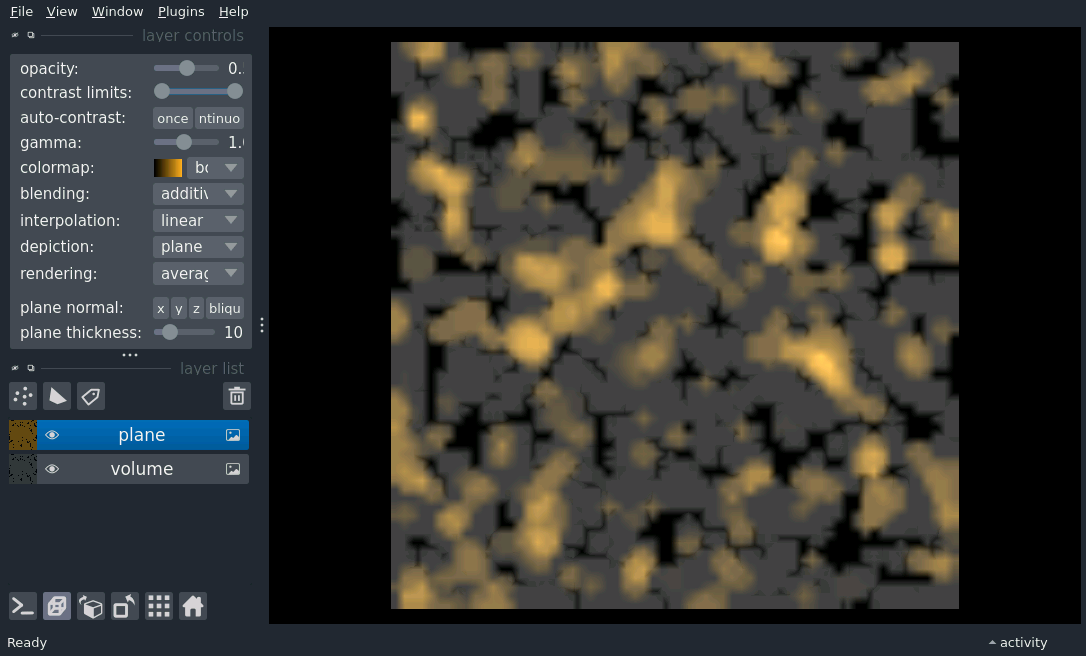 File View Window Plugins Help
layer controls
opacity: 0.
contrast limits:
auto-contrast: once ntinuo
gamma: 1.
colormap:
blending: additiv
interpolation: linear
depiction: plane
rendering: averag
plane normal: x y z bliqu
plane thickness: 10
layer list
plane
volume
Ready
activity